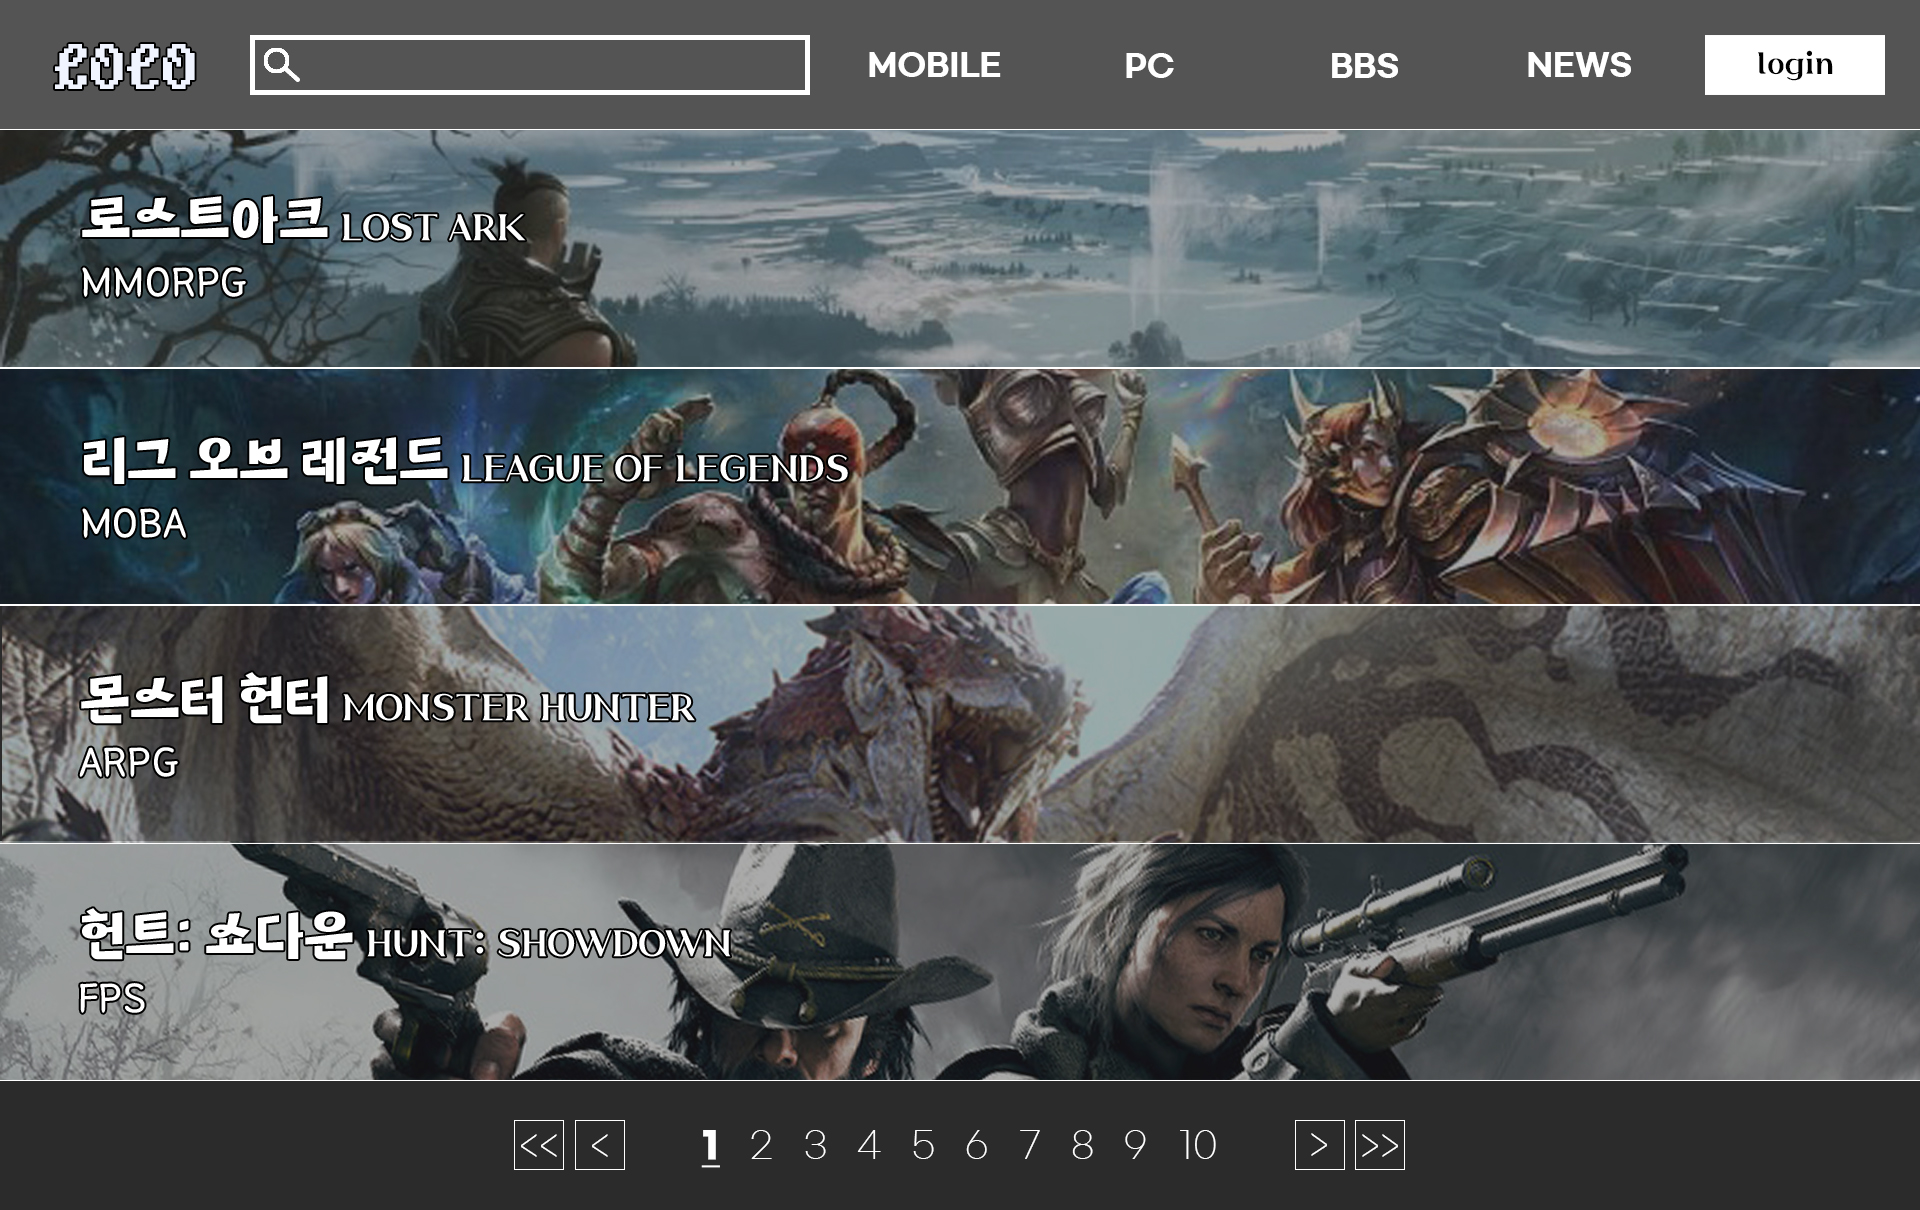 LOLO
MOBILE
PC
BBS
NEWS
login
로스트아크 LOST ARK
MMORPG
리그 오브 레전드 LEAGUE OF LEGENDS
MOBA
몬스터 헌터 MONSTER HUNTER
ARPG
헌트: 쇼다운 HUNT: SHOWDOWN
FPS
<< < 1 2 3 4 5 6 7 8 9 10 > >>